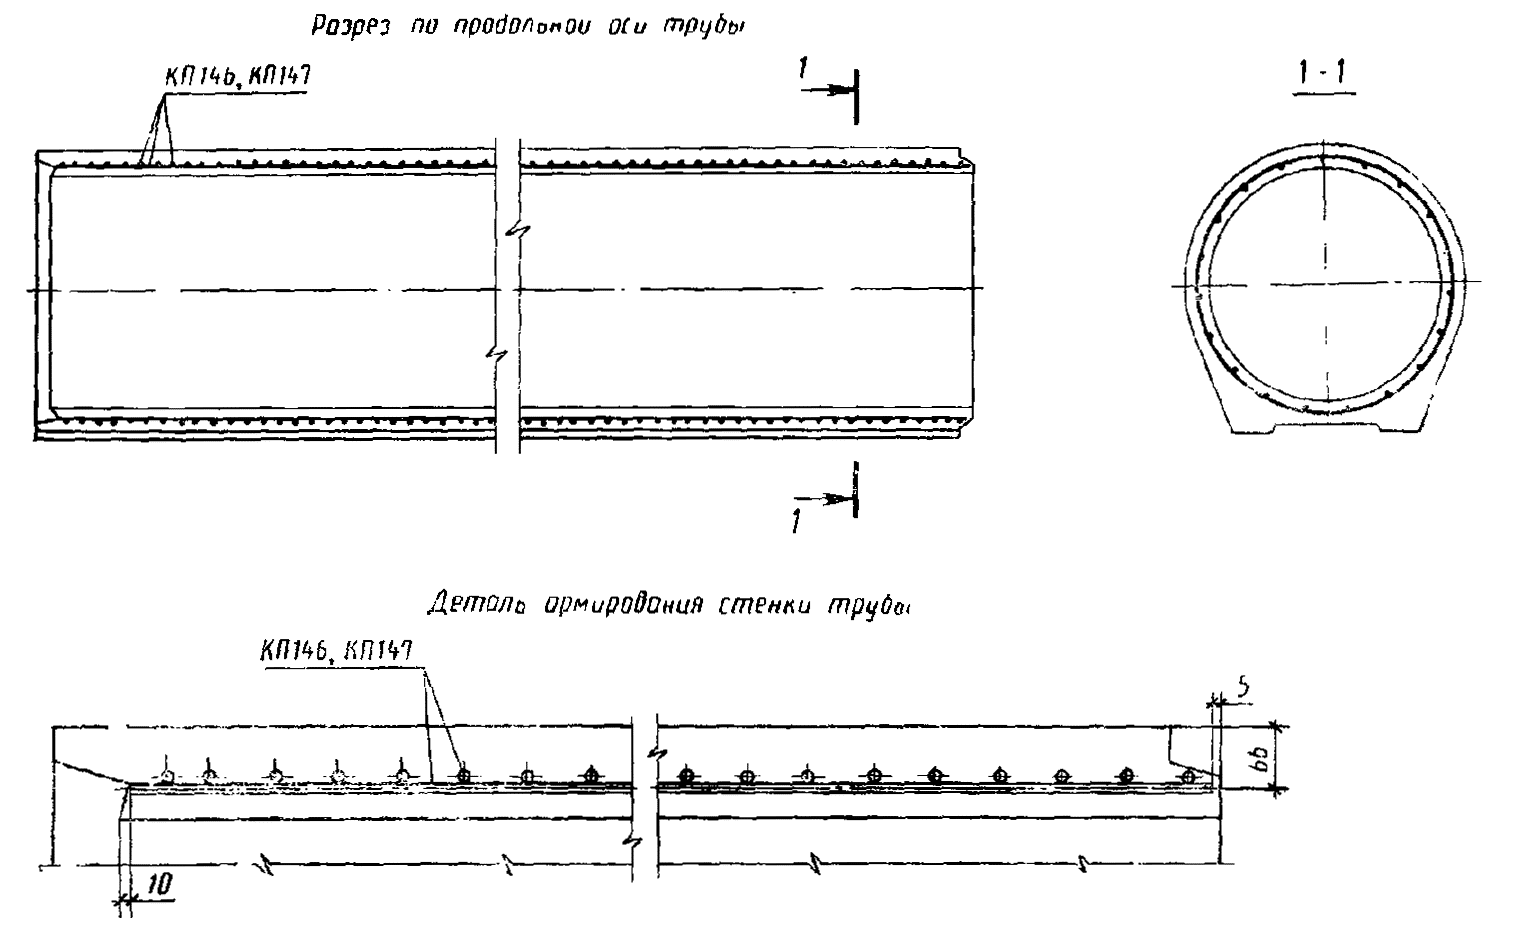 Разрез по продольной оси трубы
КП146, КП147
1
1 - 1
1
Деталь армирования стенки трубы
КП146, КП147
5
66
10